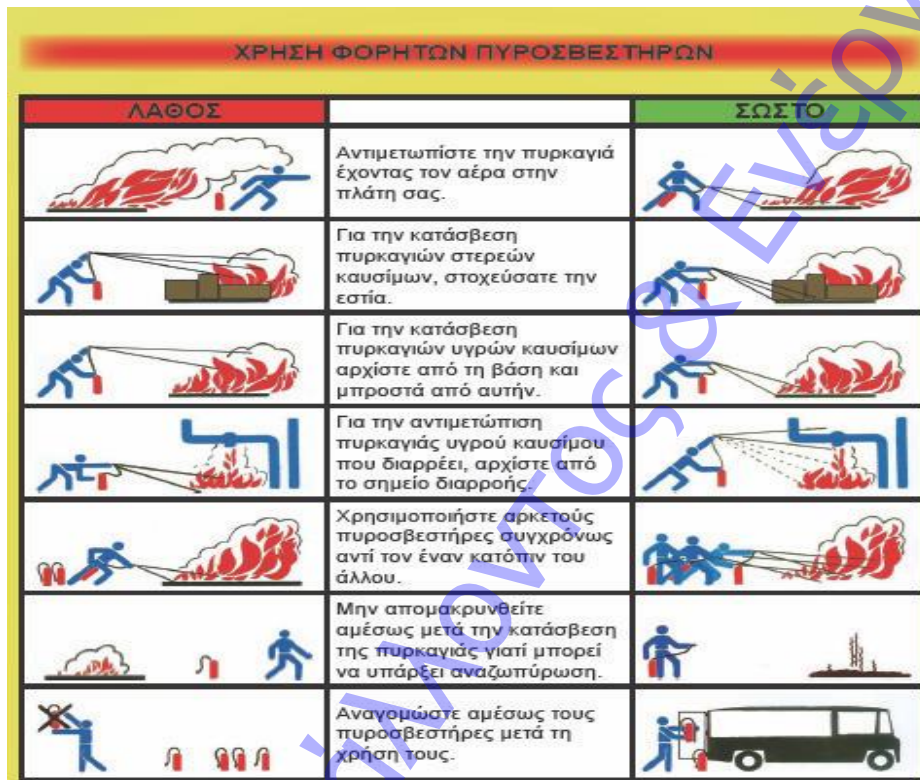 ΧΡΗΣΗ ΦΟΡΗΤΩΝ ΠΥΡΟΣΒΕΣΤΗΡΩΝ
ΛΑΘΟΣ
ΣΩΣΤΟ
Αντιμετωπίστε την πυρκαγιά
έχοντας τον αέρα στην
πλάτη σας.
Για την κατάσβεση
πυρκαγιών στερεών
καυσίμων, στοχεύσατε την
εστία.
Για την κατάσβεση
πυρκαγιών υγρών καυσίμων
αρχίστε από τη βάση και
μπροστά από αυτήν.
Για την αντιμετώπιση
πυρκαγιάς υγρού καυσίμου
που διαρρέει, αρχίστε από
το σημείο διαρροής.
Χρησιμοποιήστε αρκετούς
πυροσβεστήρες συγχρόνως
αντί τον έναν κατόπιν του
άλλου.
Μην απομακρυνθείτε
αμέσως μετά την κατάσβεση
της πυρκαγιάς γιατί μπορεί
να υπάρξει αναζωπύρωση.
Αναγομώστε αμέσως τους
πυροσβεστήρες μετά τη
χρήση τους.